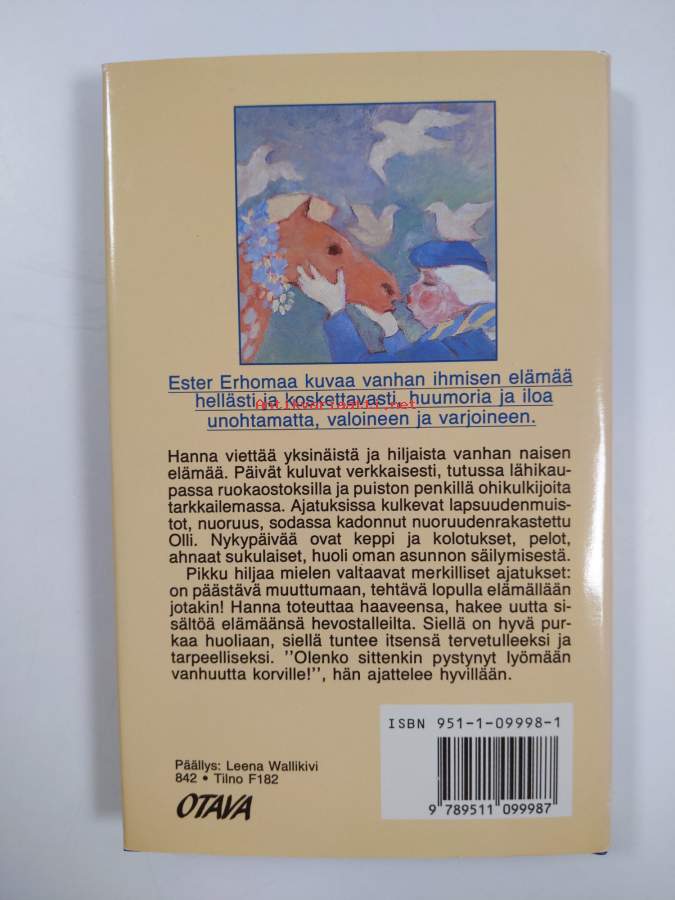 Ester Erhomaa kuvaa vanhan ihmisen elämää
hellästi ja koskettavasti, huumoria ja iloa
Antikvariaatti.net
unohtamatta, valoineen ja varjoineen.
Hanna viettää yksinäistä ja hiljaista vanhan naisen
elämää. Päivät kuluvat verkkaisesti, tutussa lähikau-
passa ruokaostoksilla ja puiston penkillä ohikulkijoita
tarkkailemassa. Ajatuksissa kulkevat lapsuudenmuis-
tot, nuoruus, sodassa kadonnut nuoruudenrakastettu
Olli. Nykypäivää ovat keppi ja kolotukset, pelot,
ahnaat sukulaiset, huoli oman asunnon säilymisestä.
Pikku hiljaa mielen valtaavat merkilliset ajatukset:
on päästävä muuttumaan, tehtävä lopulla elämällään
jotakin! Hanna toteuttaa haaveensa, hakee uutta si-
sältöä elämäänsä hevostalleilta. Siellä on hyvä pur-
kaa huoliaan, siellä tuntee itsensä tervetulleeksi ja
tarpeelliseksi. "Olenko sittenkin pystynyt lyömään
vanhuutta korville!", hän ajattelee hyvillään.
ISBN 951-1-09998-1
Päällys: Leena Wallikivi
842 • Tilno F182
OTAVA
9 789511 099987